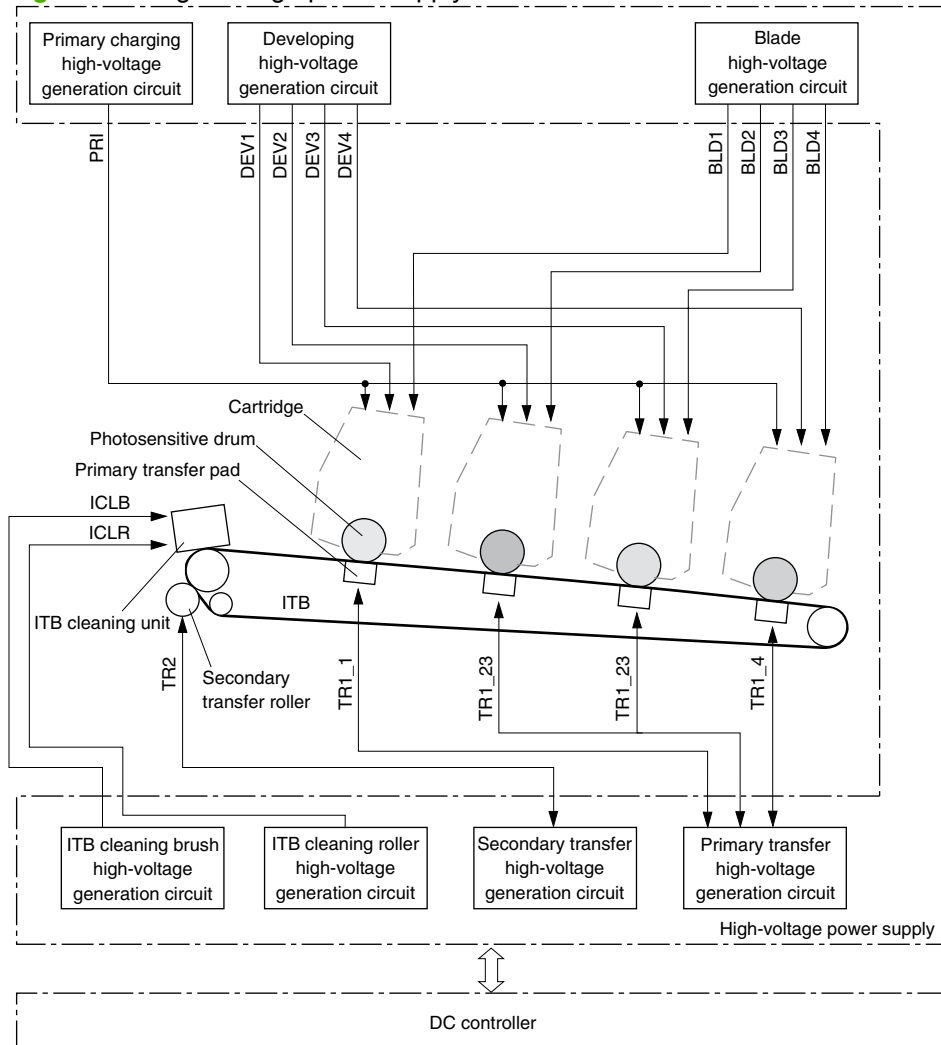 Primary charging
high-voltage
generation circuit
Developing
high-voltage
generation circuit
Blade
high-voltage
generation circuit
PRI
DEV1
DEV2
DEV3
DEV4
BLD1
BLD2
BLD3
BLD4
Cartridge
Photosensitive drum
Primary transfer pad
ICLB
ICLR
ITB cleaning unit
ITB
TR2
Secondary
transfer roller
TR1_1
TR1_23
TR1_23
TR1_4
ITB cleaning brush
high-voltage
generation circuit
ITB cleaning roller
high-voltage
generation circuit
Secondary transfer
high-voltage
generation circuit
Primary transfer
high-voltage
generation circuit
High-voltage power supply
DC controller